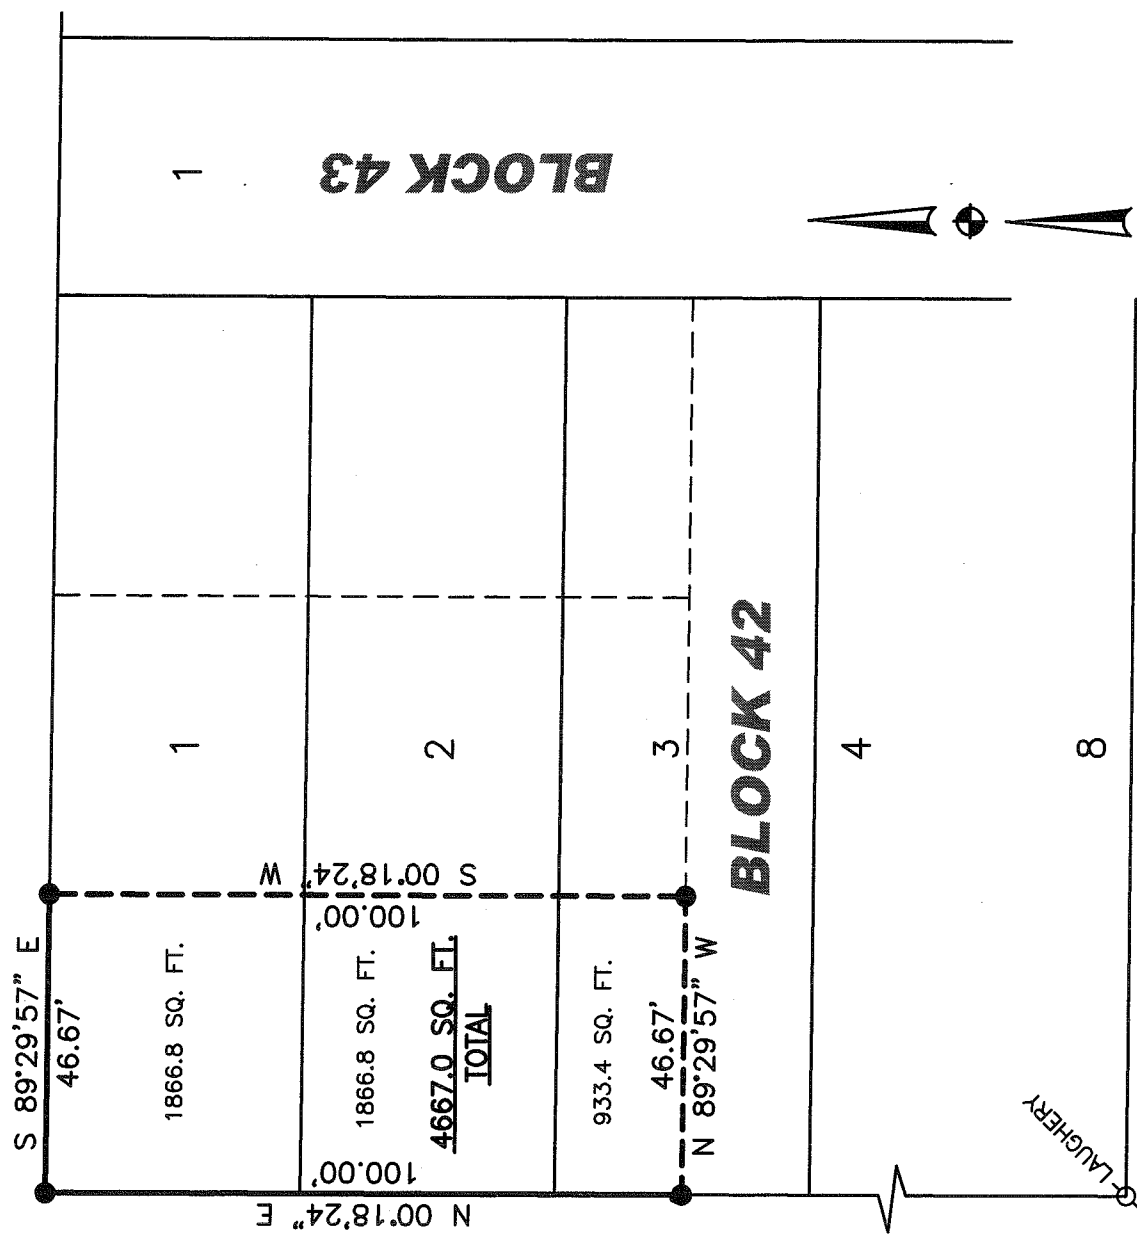 S 89°29'57" E
46.67'
1866.8 SQ. FT.
1866.8 SQ. FT.
4667.0 SQ. FT.
TOTAL
933.4 SQ. FT.
46.67'
N 89°29'57" W
N 00°18'24" E
100.00'
S 00°18'24" W
100.00'
1
2
3
4
8
BLOCK 42
1
BLOCK 43
LAUGHERY